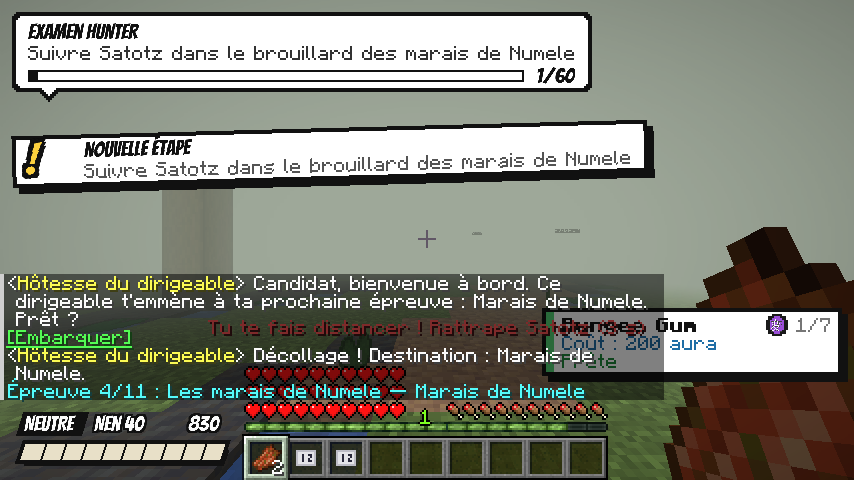 EXAMEN HUNTER
Suivre Satotz dans le brouillard des marais de Numele
1/60
NOUVELLE ÉTAPE
Suivre Satotz dans le brouillard des marais de Numele
<Hôtesse du dirigeable> Candidat, bienvenue à bord. Ce
dirigeable t'emmène à ta prochaine épreuve : Marais de Numele.
Prêt ?
Tu te fais distancer ! Rattrape
[Embarquer]
<Hôtesse du dirigeable> Décollage ! Destination : Marais de
Numele.
Épreuve 4/11 : Les marais de Numele — Marais de Numele
Bungee Gum
1/7
Coût : 200 aura
Prête
NEUTRE
NEN 40
830
1
2
12
12